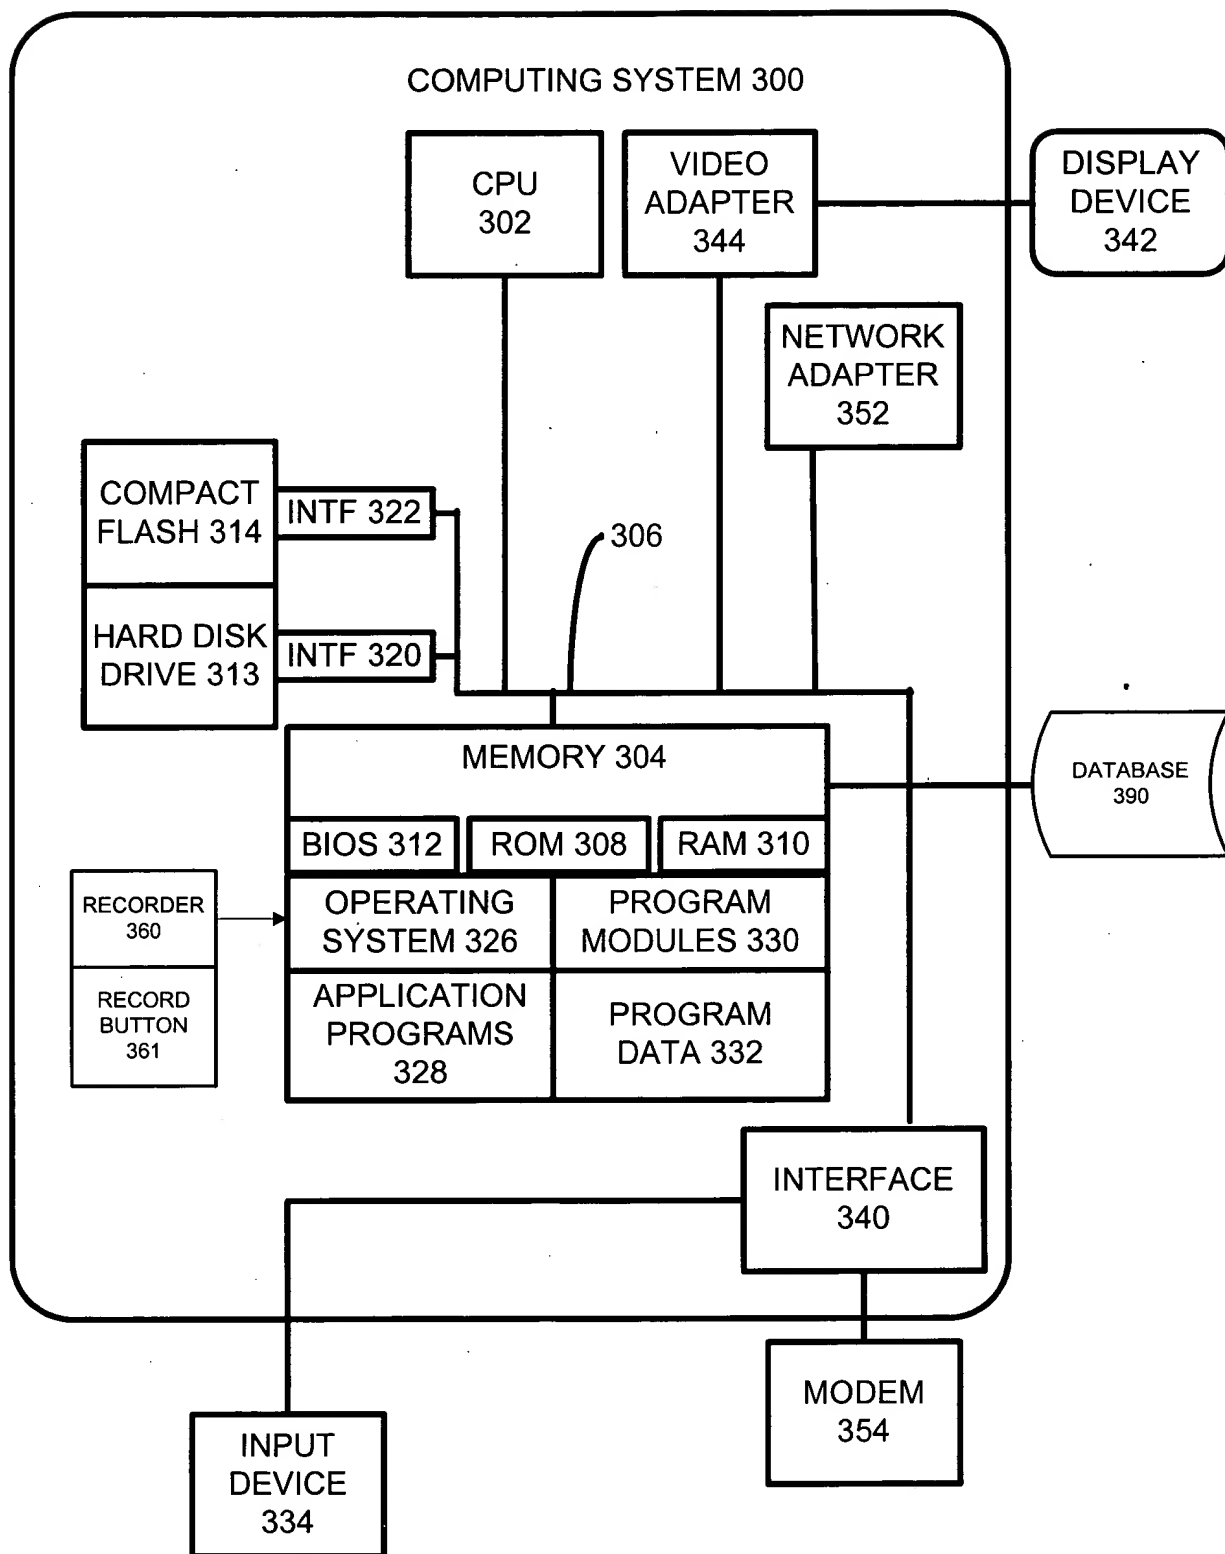 COMPUTING SYSTEM 300
CPU
302
VIDEO
ADAPTER
344
DISPLAY
DEVICE
342
NETWORK
ADAPTER
352
COMPACT
FLASH 314
INTF 322
306
HARD DISK
DRIVE 313
INTF 320
MEMORY 304
DATABASE
390
BIOS 312
ROM 308
RAM 310
RECORDER
360
OPERATING
SYSTEM 326
PROGRAM
MODULES 330
RECORD
BUTTON
361
APPLICATION
PROGRAMS
328
PROGRAM
DATA 332
INTERFACE
340
MODEM
354
INPUT
DEVICE
334